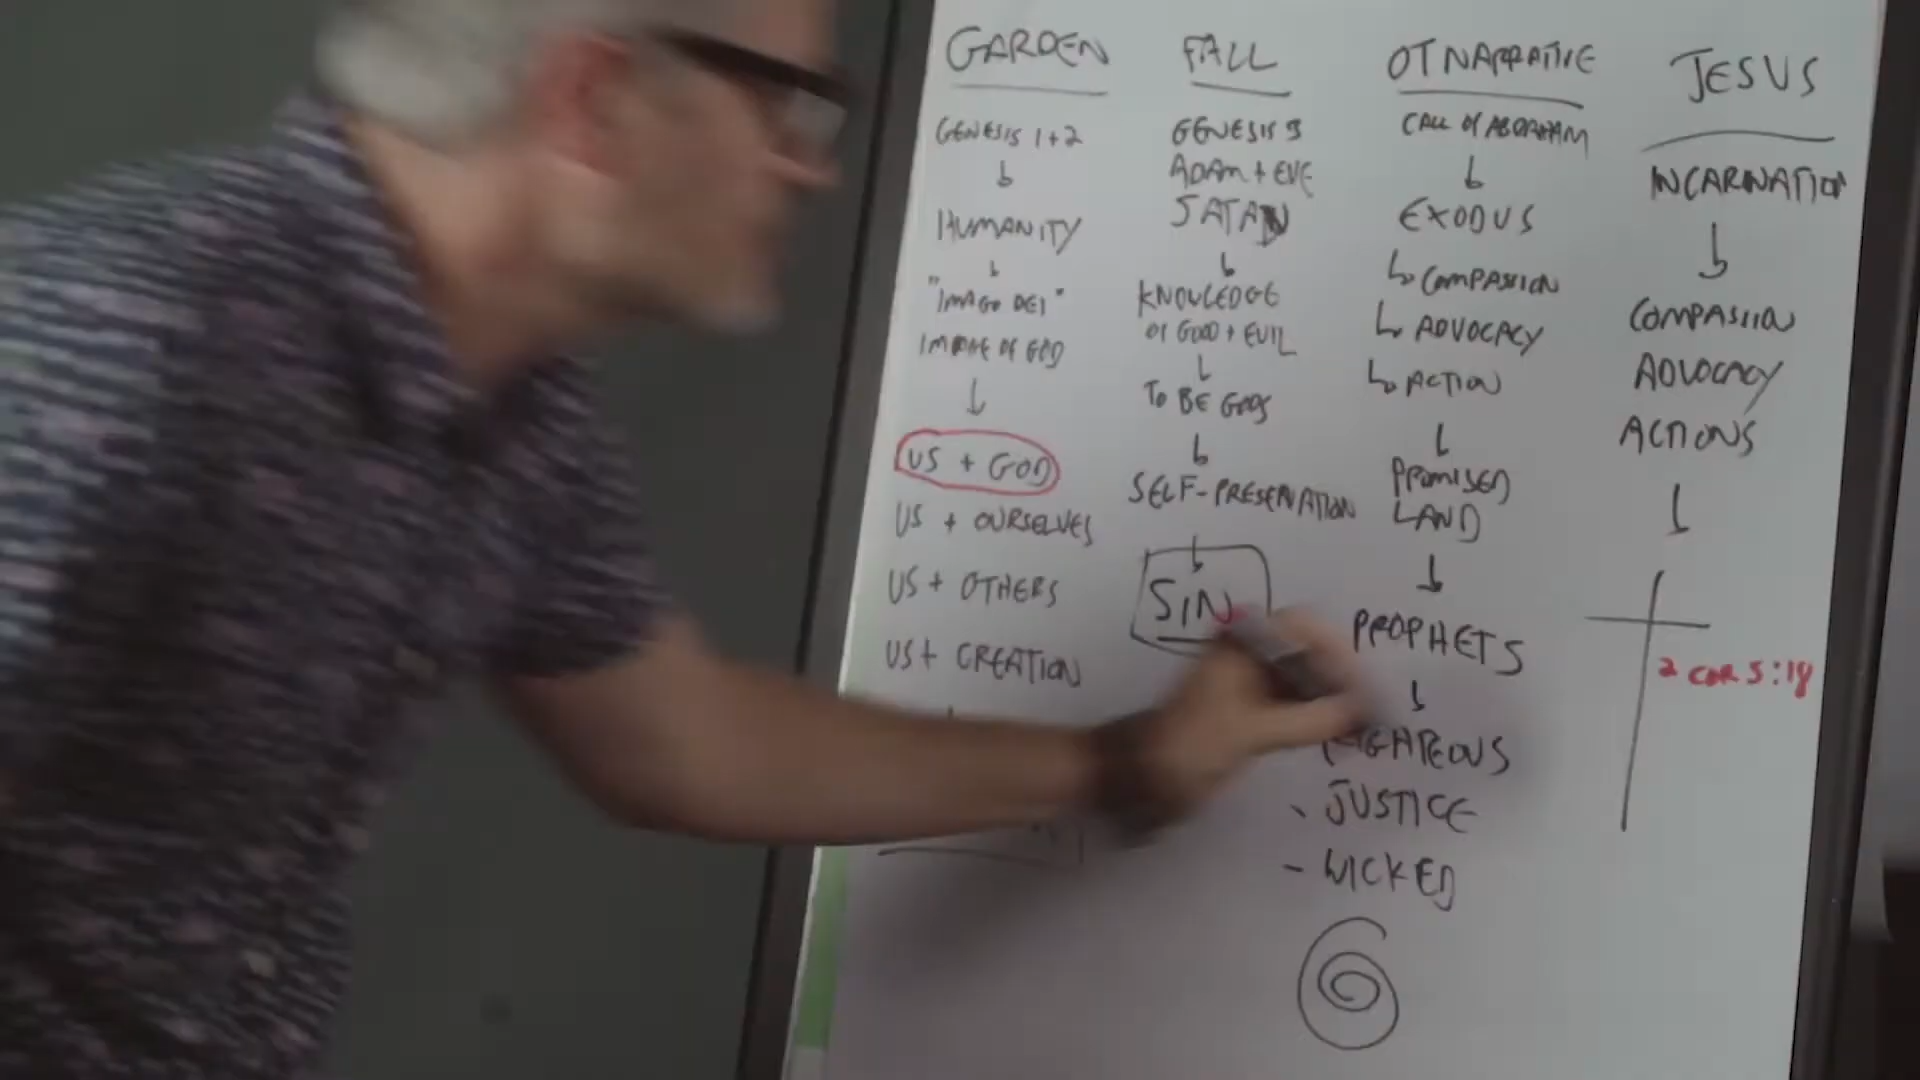 GARDEN
GENESIS 1+2
HUMANITY
"IMAGO DEI"
IMAGE OF GOD
US + GOD
US + OURSELVES
US + OTHERS
US + CREATION
FALL
GENESIS 3
ADAM + EVE
SATAN
KNOWLEDGE
OF GOOD + EVIL
TO BE GODS
SELF-PRESERVATION
SIN
OT NARRATIVE
CALL OF ABRAHAM
EXODUS
COMPASSION
ADVOCACY
ACTION
PROMISED
LAND
PROPHETS
- JUSTICE
- WICKED
JESUS
INCARNATION
COMPASSION
ADVOCACY
ACTIONS
2 COR 5:18